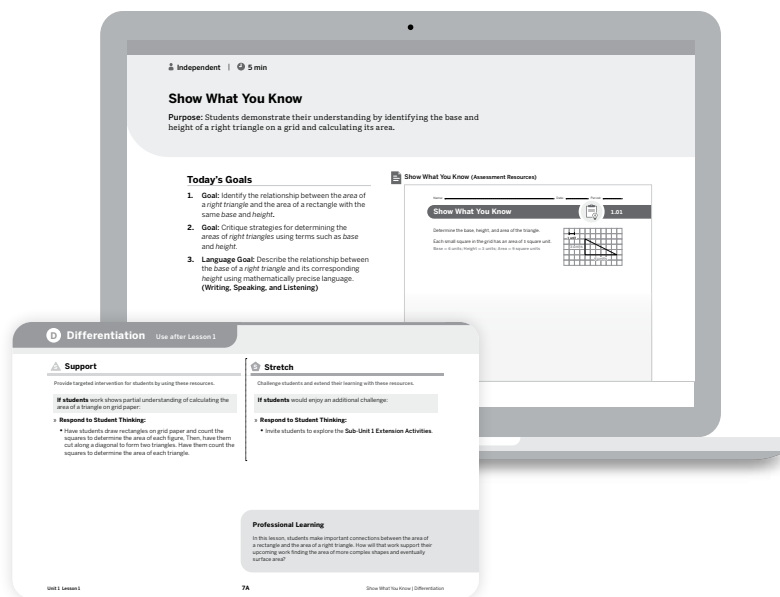 Independent | 5 min
Show What You Know
Purpose: Students demonstrate their understanding by identifying the base and
height of a right triangle on a grid and calculating its area.
Today's Goals
1. Goal: Identify the relationship between the area of
a right triangle and the area of a rectangle with the
same base and height.
2. Goal: Critique strategies for determining the
areas of right triangles using terms such as base
and height.
3. Language Goal: Describe the relationship between
the base of a right triangle and its corresponding
height using mathematically precise language.
(Writing, Speaking, and Listening)
Show What You Know (Assessment Resources)
Name: Date: Period:
Show What You Know 1.01
Determine the base, height, and area of the triangle.
Each small square in the grid has an area of 1 square unit.
Base = 6 units; Height = 3 units; Area = 9 square units
D Differentiation Use after Lesson 1
Support
Provide targeted intervention for students by using these resources.
If students work shows partial understanding of calculating the
area of a triangle on grid paper:
Respond to Student Thinking:
• Have students draw rectangles on grid paper and count the
squares to determine the area of each figure. Then, have them
cut along a diagonal to form two triangles. Have them count the
squares to determine the area of each triangle.
S Stretch
Challenge students and extend their learning with these resources.
If students would enjoy an additional challenge:
Respond to Student Thinking:
• Invite students to explore the Sub-Unit 1 Extension Activities.
Professional Learning
In this lesson, students make important connections between the area of
a rectangle and the area of a right triangle. How will that work support their
upcoming work finding the area of more complex shapes and eventually
surface area?
Unit 1 Lesson 1
7A
Show What You Know | Differentiation